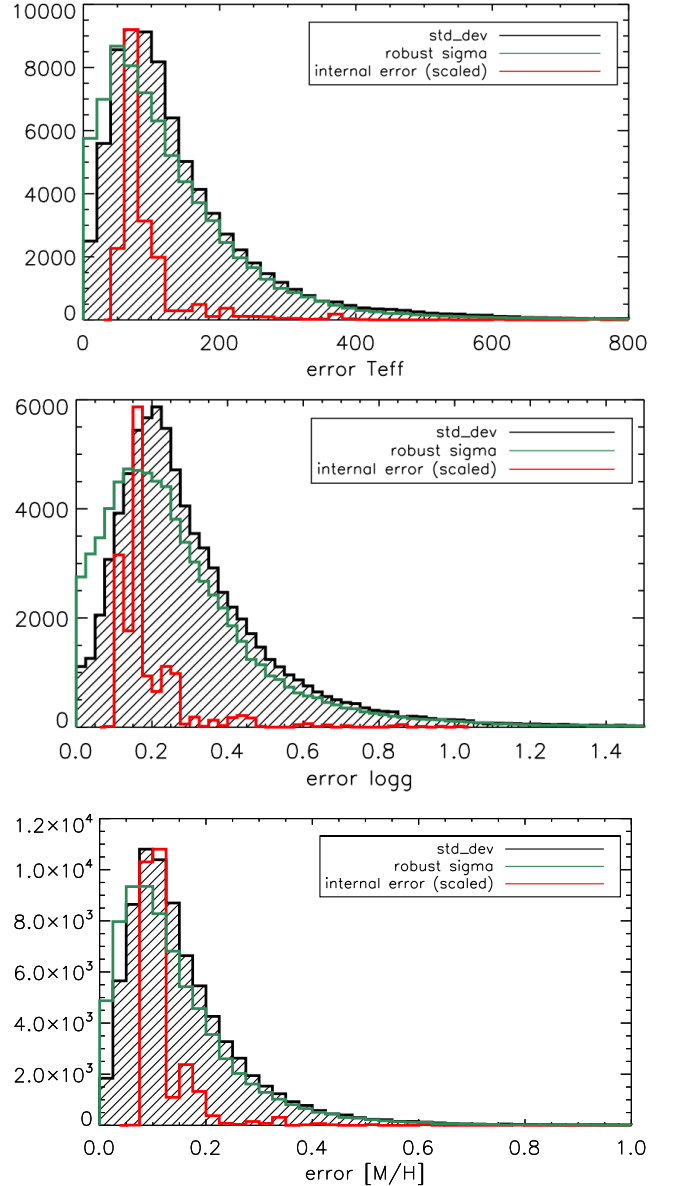 10000
8000
6000
4000
2000
0
std_dev
robust sigma
internal error (scaled)
0 200 400 600 800
error Teff
6000
4000
2000
0
std_dev
robust sigma
internal error (scaled)
0.0 0.2 0.4 0.6 0.8 1.0 1.2 1.4
error logg
1.2×10⁴
1.0×10⁴
8.0×10³
6.0×10³
4.0×10³
2.0×10³
0
std_dev
robust sigma
internal error (scaled)
0.0 0.2 0.4 0.6 0.8 1.0
error [M/H]